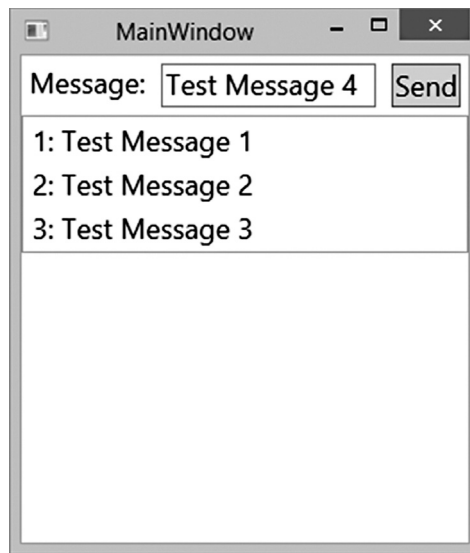 MainWindow
Message: Test Message 4 Send
1: Test Message 1
2: Test Message 2
3: Test Message 3